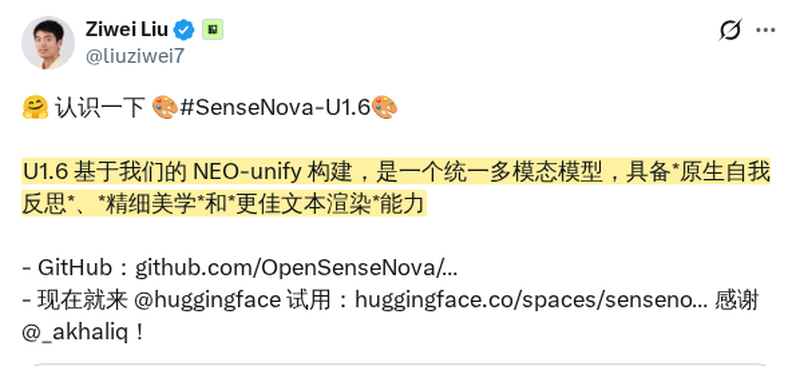 Ziwei Liu
@liuziwei7
🤗 认识一下 🎨#SenseNova-U1.6🎨
U1.6 基于我们的 NEO-unify 构建，是一个统一多模态模型，具备*原生自我
反思*、*精细美学*和*更佳文本渲染*能力
- GitHub：github.com/OpenSenseNova/...
- 现在就来 @huggingface 试用：huggingface.co/spaces/senseno... 感谢
@_akhaliq！